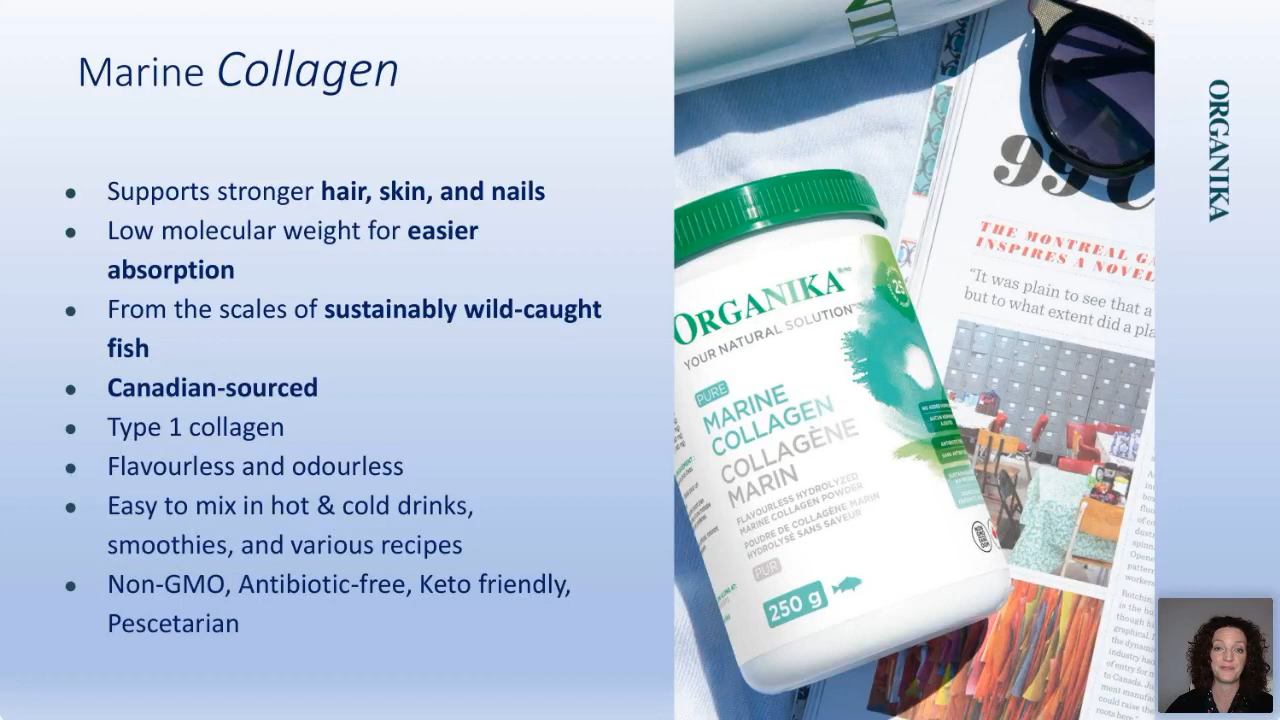 Marine Collagen
Supports stronger hair, skin, and nails
Low molecular weight for easier
absorption
From the scales of sustainably wild-caught
fish
Canadian-sourced
Type 1 collagen
Flavourless and odourless
Easy to mix in hot & cold drinks,
smoothies, and various recipes
Non-GMO, Antibiotic-free, Keto friendly,
Pescetarian
ORGANIKA
YOUR NATURAL SOLUTION
PURE
MARINE
COLLAGEN
COLLAGÈNE
MARIN
FLAVOURLESS HYDROLYZED
MARINE COLLAGEN POWDER
POUDRE DE COLLAGÈNE MARIN
HYDROLYSÉ SANS SAVEUR
PUR
250 g
99
THE MONTREAL GA
INSPIRES A NOVEL
“It was plain to see that a
but to what extent did a pla
ORGANIKA